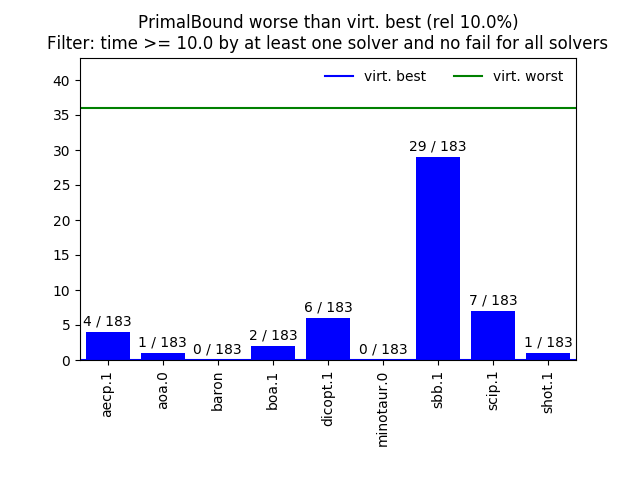 PrimalBound worse than virt. best (rel 10.0%)
Filter: time >= 10.0 by at least one solver and no fail for all solvers
virt. best
virt. worst
40
35
30
25
20
15
10
5
0
4 / 183
1 / 183
0 / 183
2 / 183
6 / 183
0 / 183
29 / 183
7 / 183
1 / 183
aecp.1
aoa.0
baron
boa.1
dicopt.1
minotaur.0
sbb.1
scip.1
shot.1